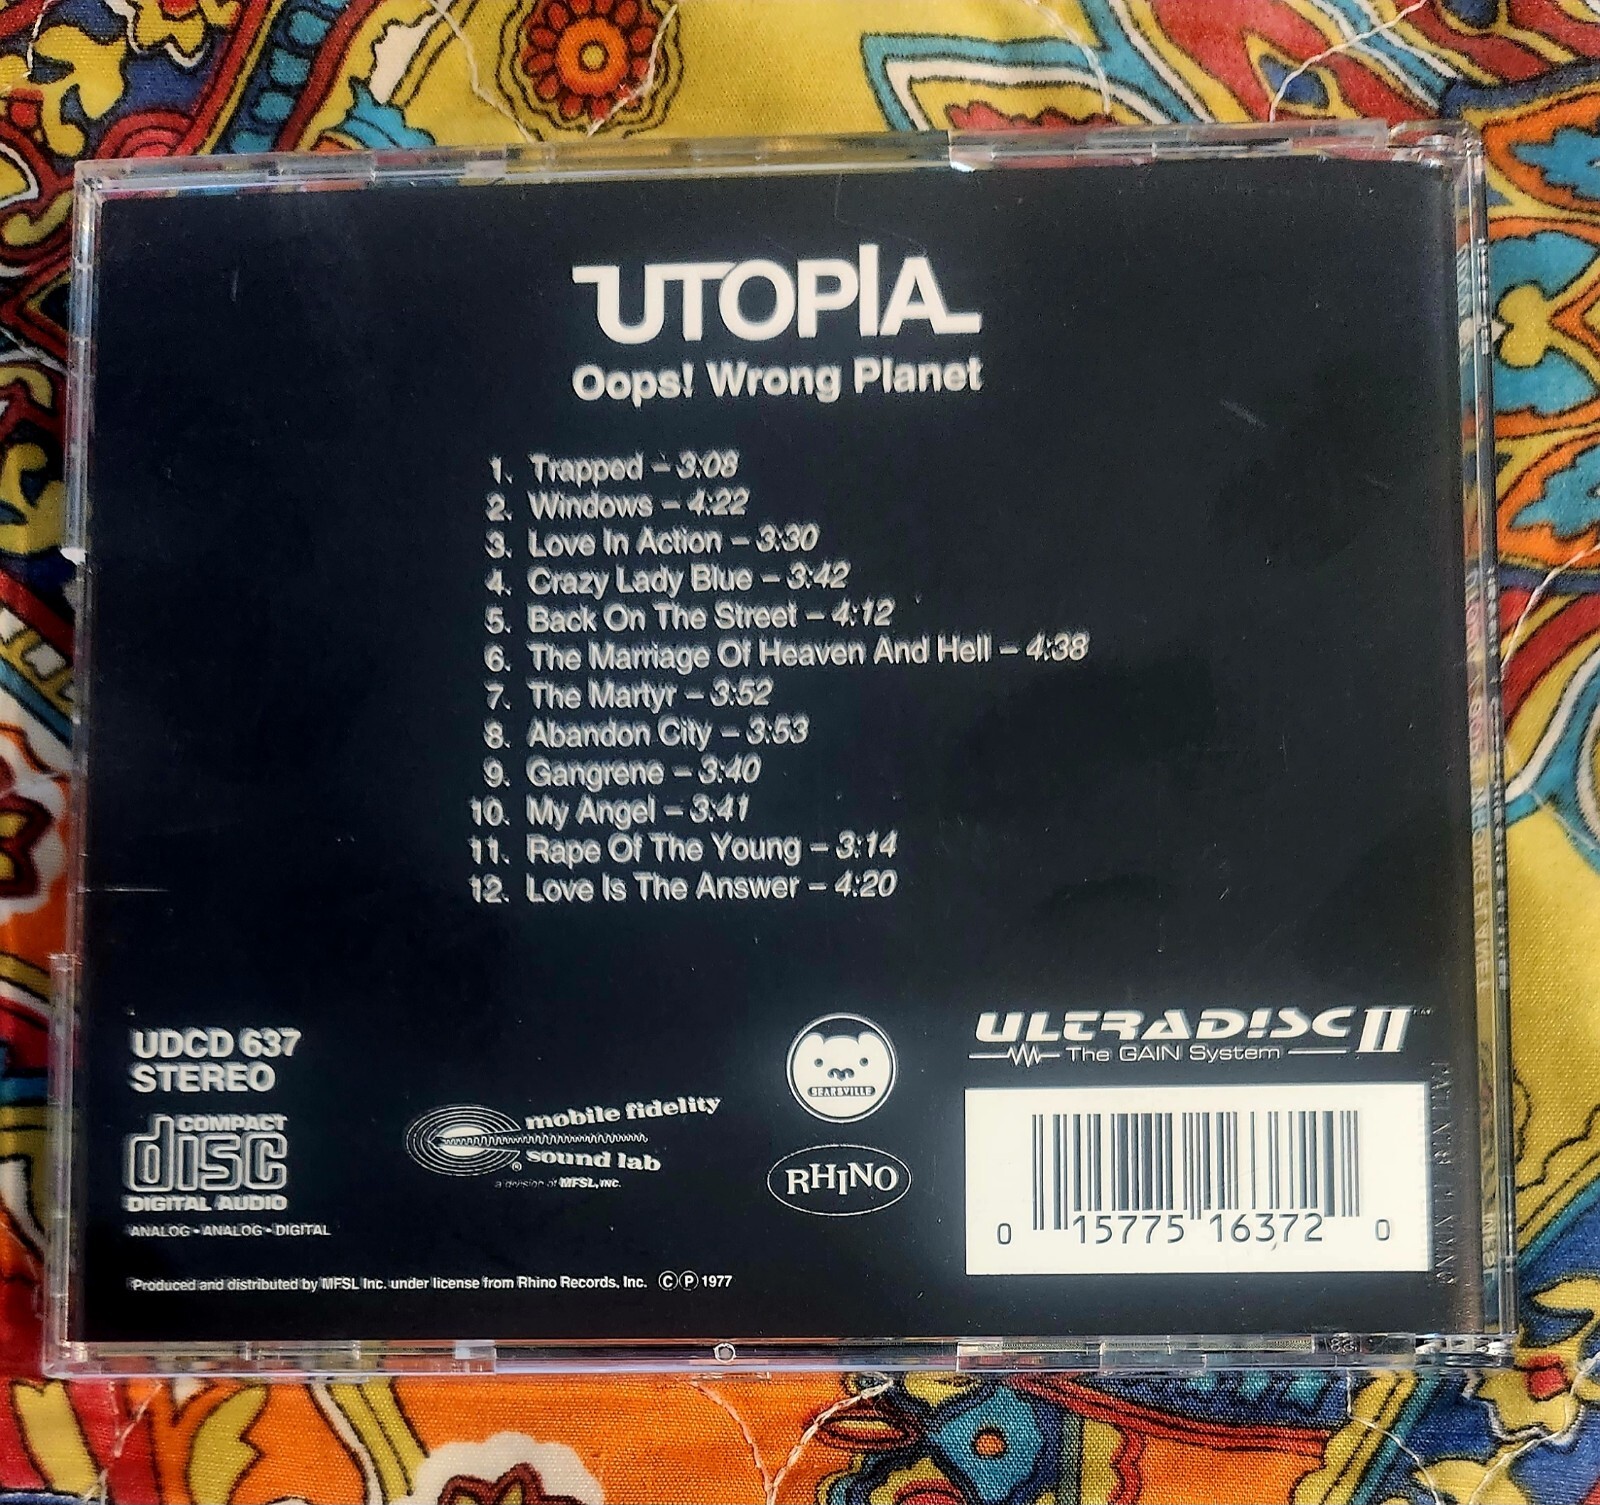 UTOPIA
Oops! Wrong Planet
1. Trapped – 3:08
2. Windows – 4:22
3. Love In Action – 3:30
4. Crazy Lady Blue – 3:42
5. Back On The Street – 4:12
6. The Marriage Of Heaven And Hell – 4:38
7. The Martyr – 3:52
8. Abandon City – 3:53
9. Gangrene – 3:40
10. My Angel – 3:41
11. Rape Of The Young – 3:14
12. Love Is The Answer – 4:20
UDCD 637
STEREO
COMPACT
disc
DIGITAL AUDIO
ANALOG • ANALOG • DIGITAL
mobile fidelity
sound lab
®
a division of MFSL, INC.
BEARSVILLE
RHINO
ULTRADISC II™
The GAIN System
0 15775 16372 0
Produced and distributed by MFSL Inc. under license from Rhino Records, Inc. ©℗ 1977